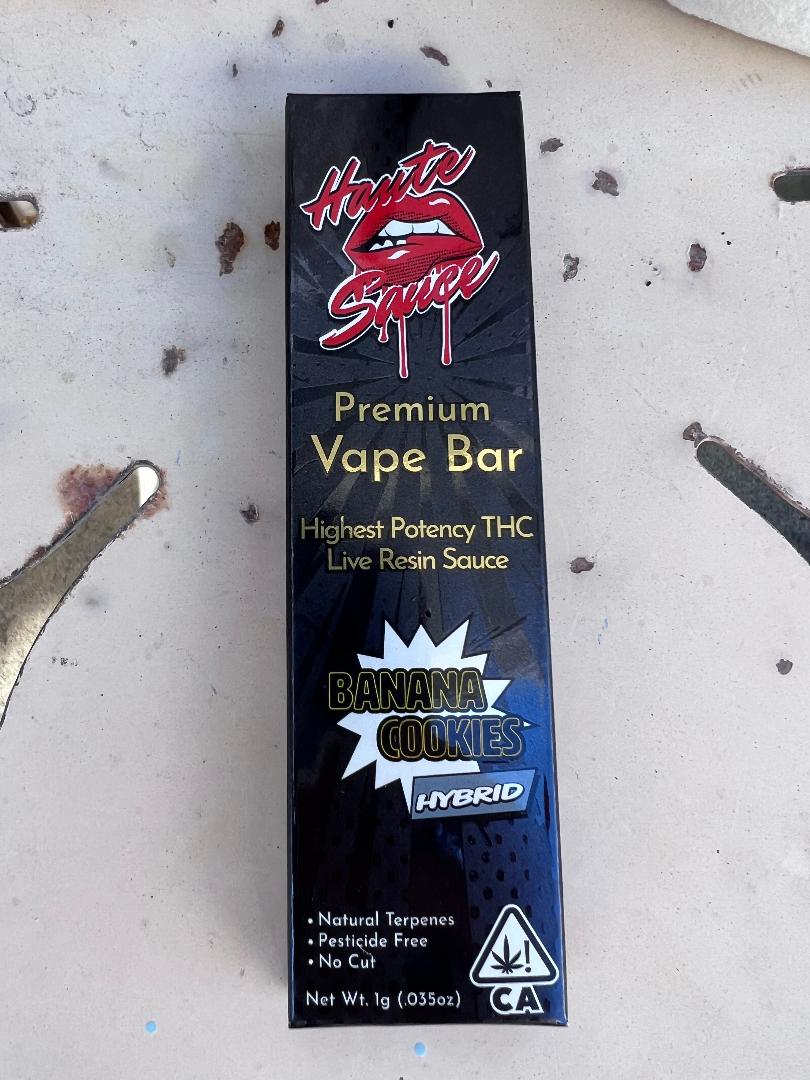 Haute
Sauce
Premium
Vape Bar
Highest Potency THC
Live Resin Sauce
BANANA
COOKIES
HYBRID
• Natural Terpenes
• Pesticide Free
• No Cut
Net Wt. 1g (.035oz)
!
CA